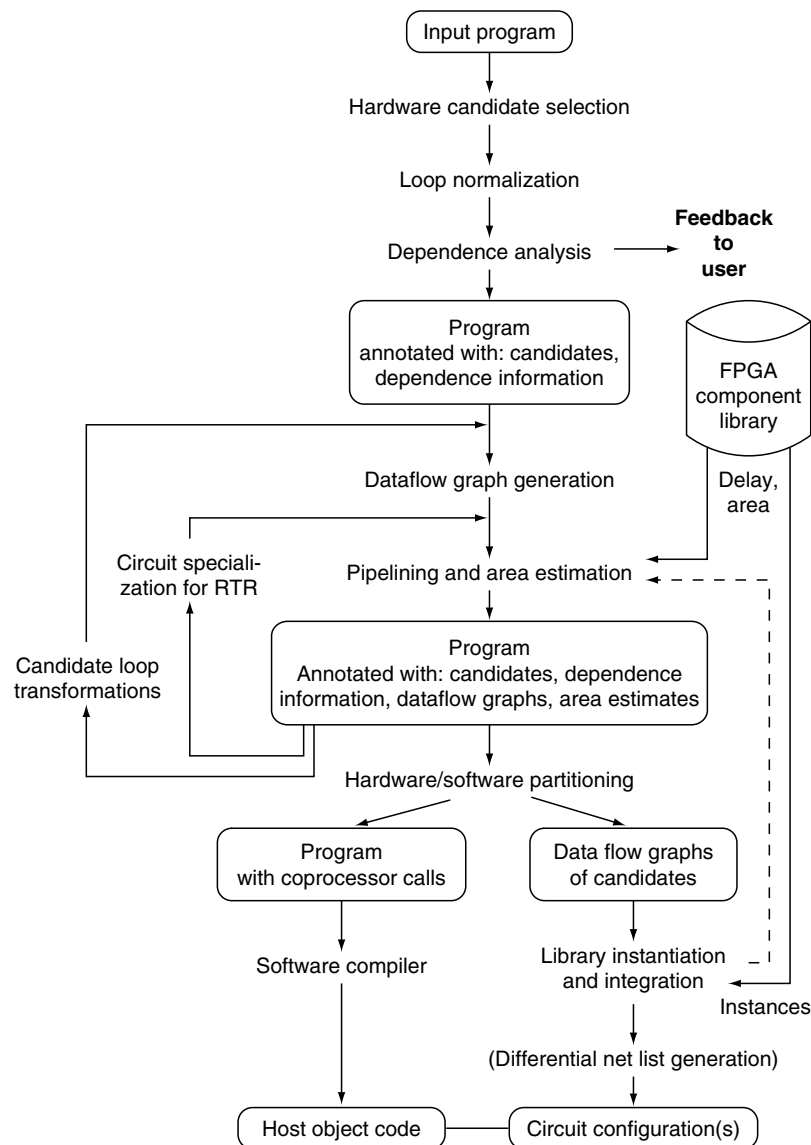 Input program
Hardware candidate selection
Loop normalization
Dependence analysis
Feedback
to
user
Program
annotated with: candidates,
dependence information
FPGA
component
library
Dataflow graph generation
Delay,
area
Circuit speciali-
zation for RTR
Pipelining and area estimation
Candidate loop
transformations
Program
Annotated with: candidates, dependence
information, dataflow graphs, area estimates
Hardware/software partitioning
Program
with coprocessor calls
Data flow graphs
of candidates
Software compiler
Library instantiation
and integration
Instances
(Differential net list generation)
Host object code
Circuit configuration(s)